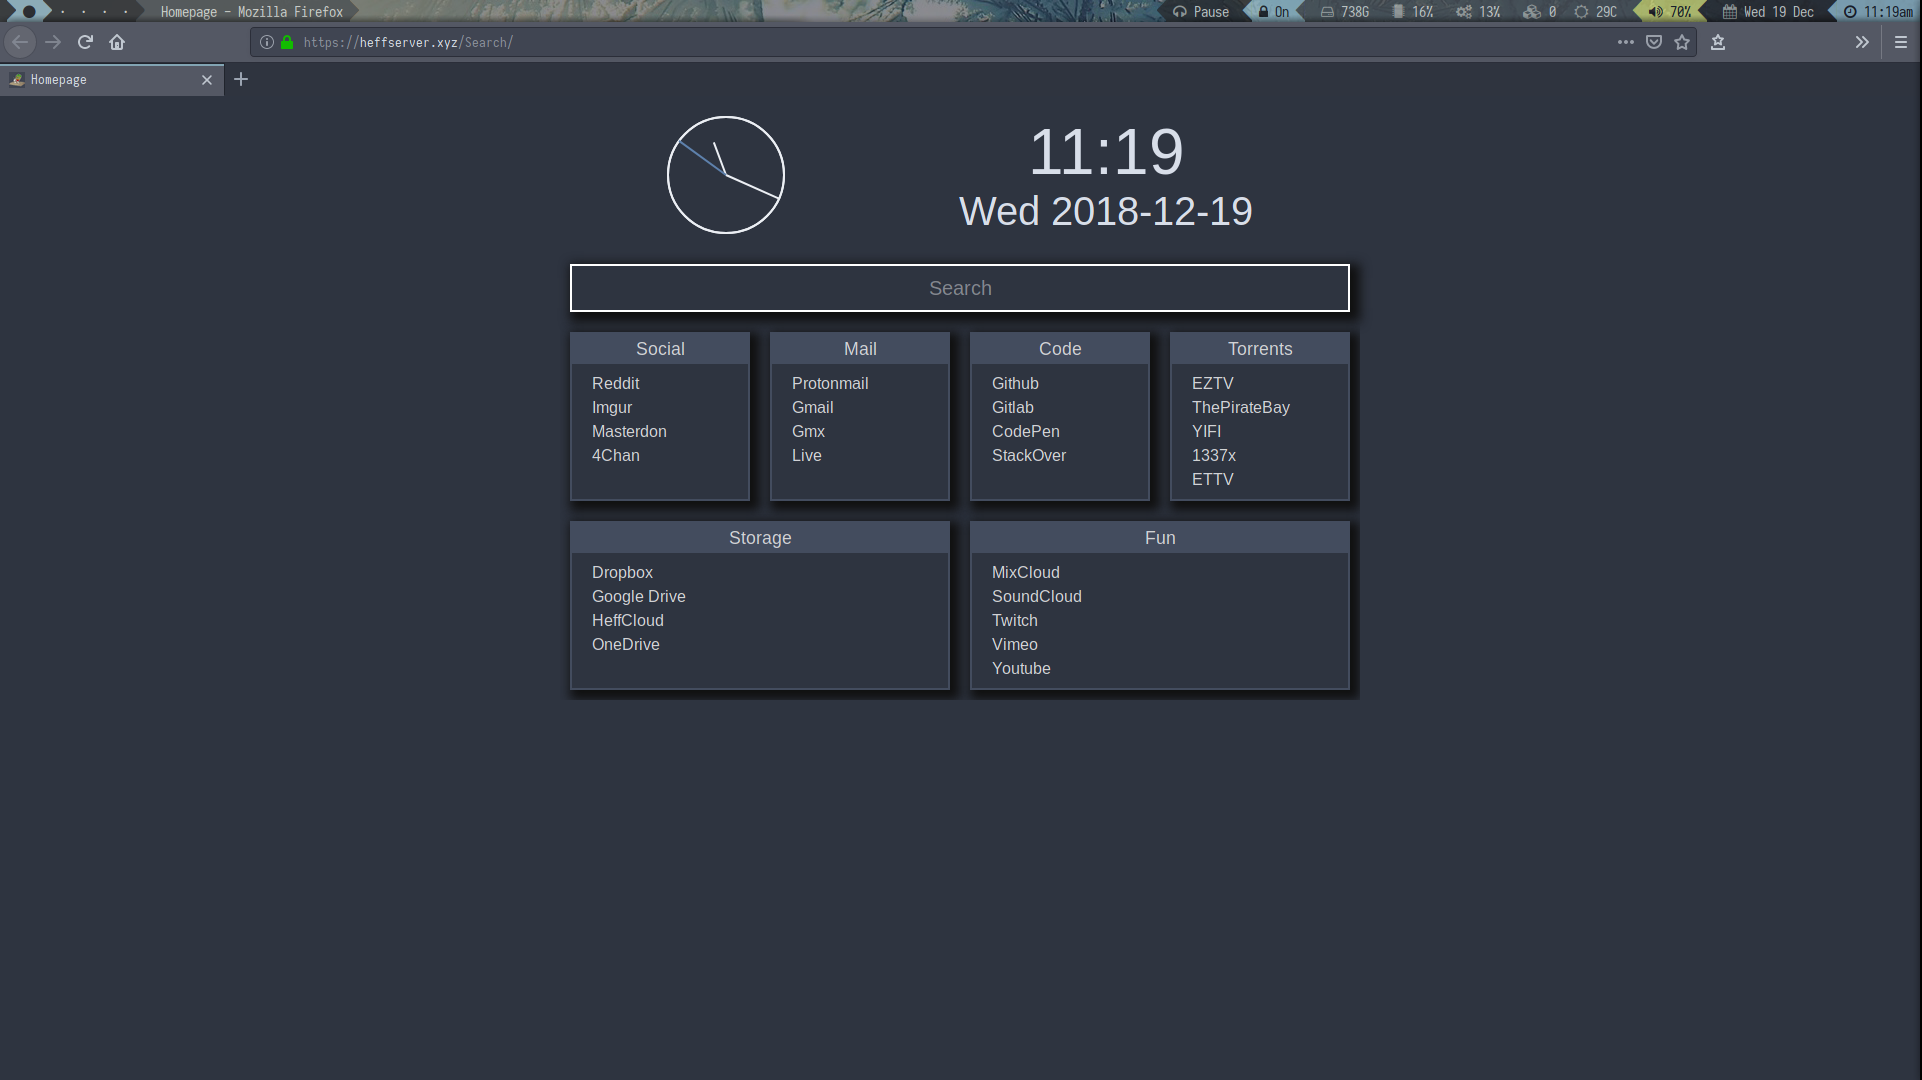 Homepage - Mozilla Firefox
Pause
On
738G
16%
13%
0
29C
70%
Wed 19 Dec
11:19am
https://heffserver.xyz/Search/
Homepage
11:19
Wed 2018-12-19
Search
Social
Reddit
Imgur
Masterdon
4Chan
Mail
Protonmail
Gmail
Gmx
Live
Code
Github
Gitlab
CodePen
StackOver
Torrents
EZTV
ThePirateBay
YIFI
1337x
ETTV
Storage
Dropbox
Google Drive
HeffCloud
OneDrive
Fun
MixCloud
SoundCloud
Twitch
Vimeo
Youtube